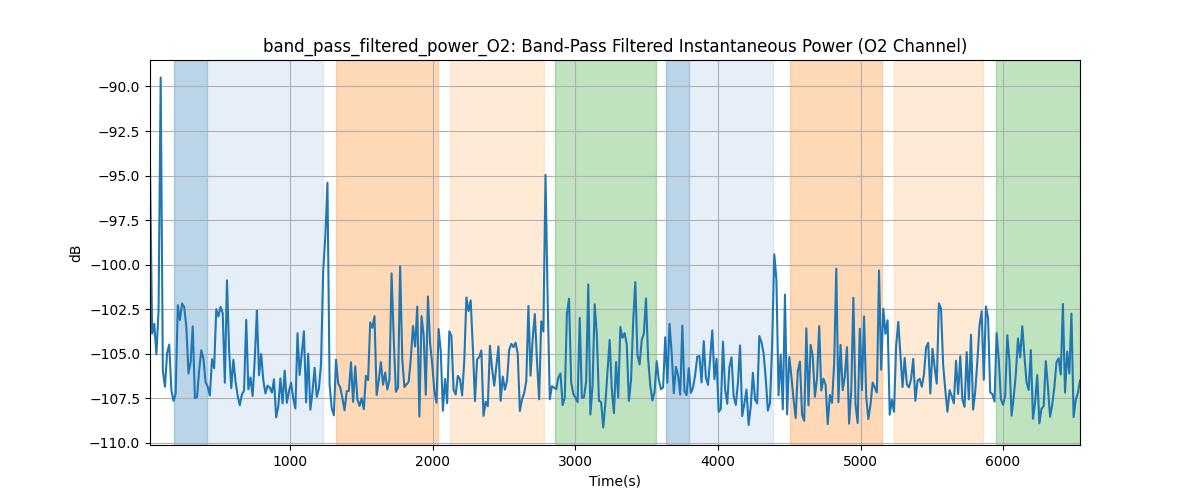 band_pass_filtered_power_O2: Band-Pass Filtered Instantaneous Power (O2 Channel)
−90.0
−92.5
−95.0
−97.5
−100.0
−102.5
−105.0
−107.5
−110.0
dB
1000 2000 3000 4000 5000 6000
Time(s)